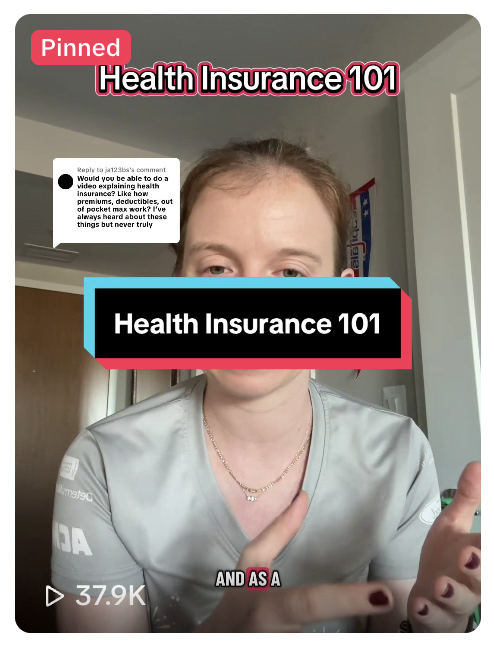 Pinned
Health Insurance 101
Reply to ja123bs's comment
Would you be able to do a
video explaining health
insurance? Like how
premiums, deductibles, out
of pocket max work? I've
always heard about these
things but never truly
Health Insurance 101
AND AS A
37.9K